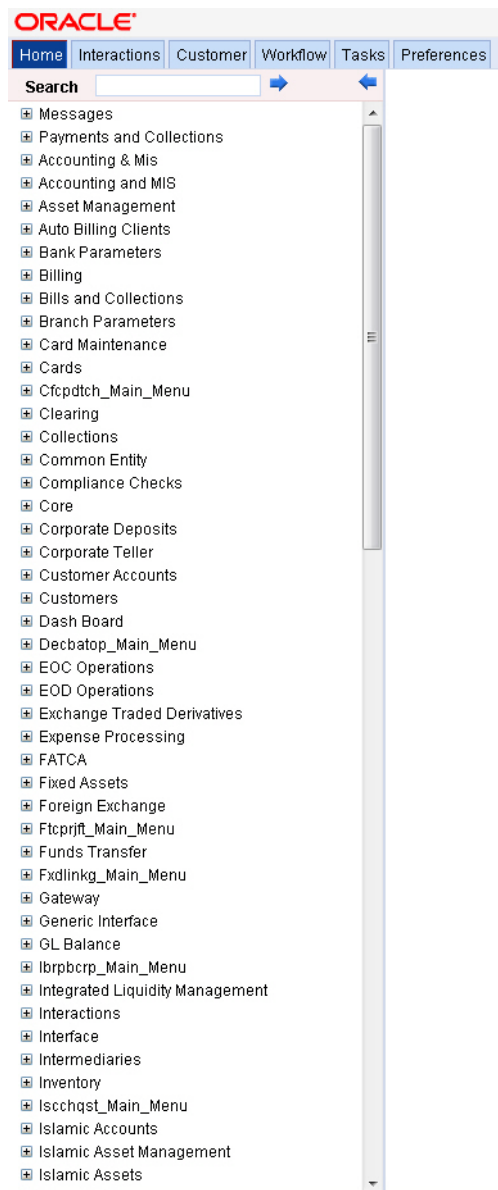 ORACLE
Home Interactions Customer Workflow Tasks Preferences
Search
Messages
Payments and Collections
Accounting & Mis
Accounting and MIS
Asset Management
Auto Billing Clients
Bank Parameters
Billing
Bills and Collections
Branch Parameters
Card Maintenance
Cards
Cfcpdtch_Main_Menu
Clearing
Collections
Common Entity
Compliance Checks
Core
Corporate Deposits
Corporate Teller
Customer Accounts
Customers
Dash Board
Decbatop_Main_Menu
EOC Operations
EOD Operations
Exchange Traded Derivatives
Expense Processing
FATCA
Fixed Assets
Foreign Exchange
Ftcprjft_Main_Menu
Funds Transfer
Fxdlinkg_Main_Menu
Gateway
Generic Interface
GL Balance
Ibrpbcrp_Main_Menu
Integrated Liquidity Management
Interactions
Interface
Intermediaries
Inventory
Iscchqst_Main_Menu
Islamic Accounts
Islamic Asset Management
Islamic Assets